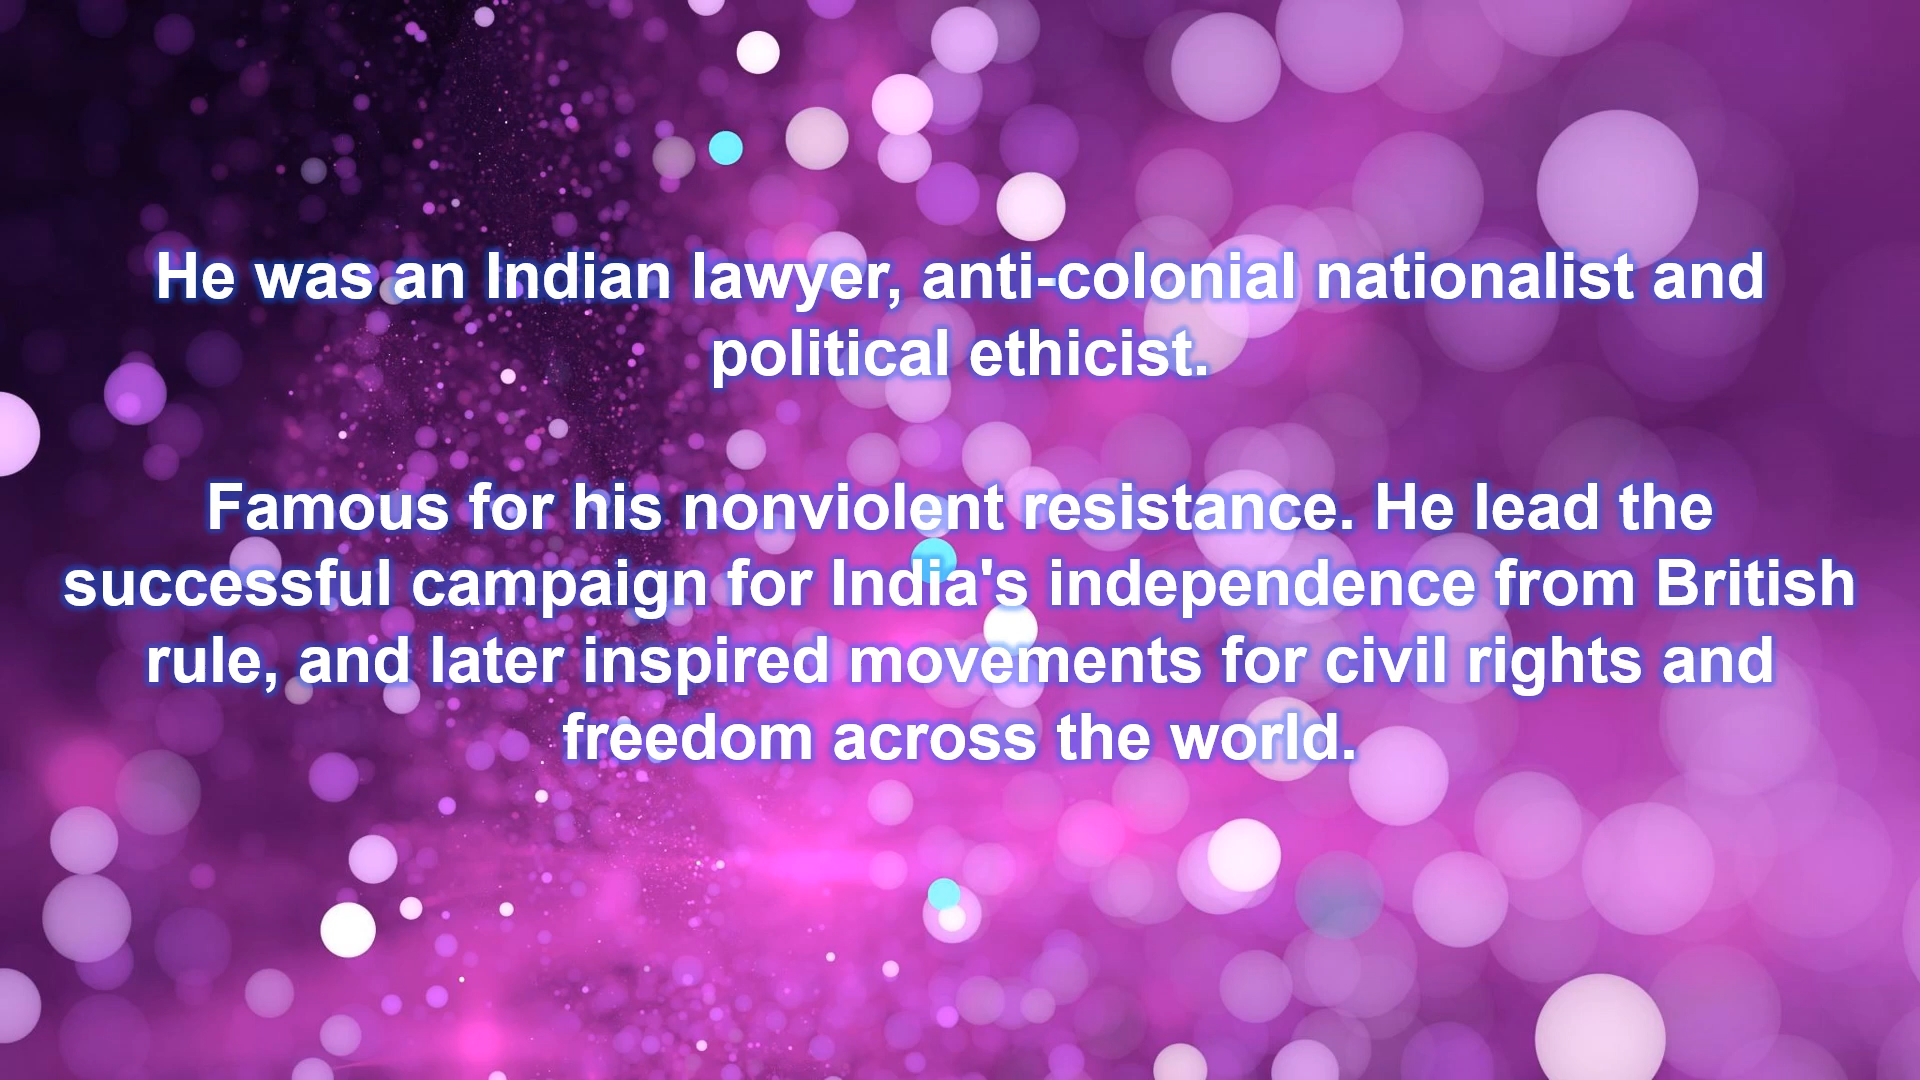 He was an Indian lawyer, anti-colonial nationalist and
political ethicist.
Famous for his nonviolent resistance. He lead the
successful campaign for India's independence from British
rule, and later inspired movements for civil rights and
freedom across the world.